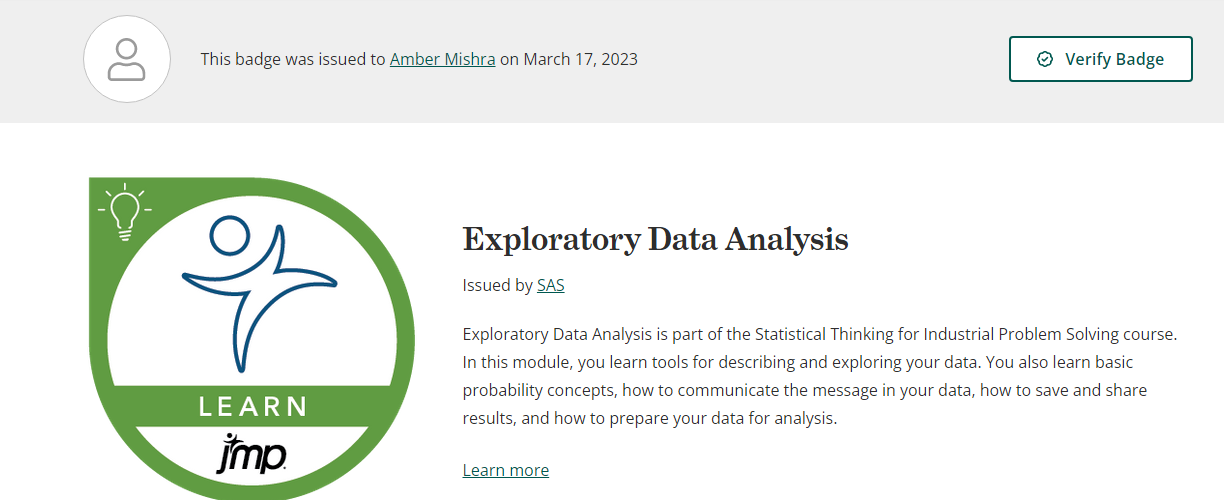 This badge was issued to Amber Mishra on March 17, 2023
Verify Badge
Exploratory Data Analysis
Issued by SAS
Exploratory Data Analysis is part of the Statistical Thinking for Industrial Problem Solving course.
In this module, you learn tools for describing and exploring your data. You also learn basic
probability concepts, how to communicate the message in your data, how to save and share
results, and how to prepare your data for analysis.
Learn more
LEARN
jmp